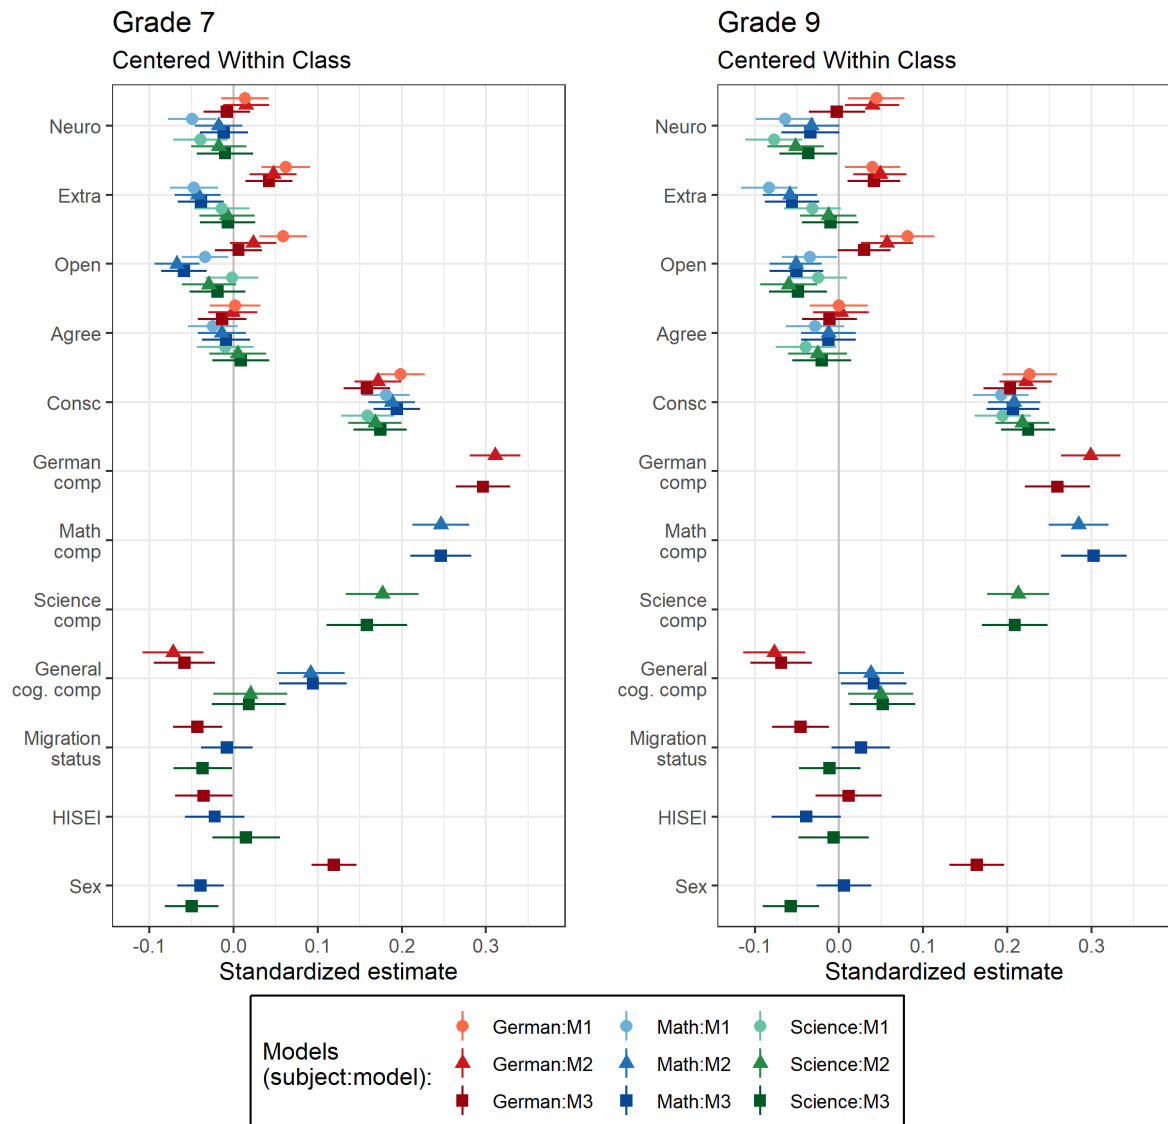 Grade 7
Centered Within Class
Neuro
Extra
Open
Agree
Consc
German
comp
Math
comp
Science
comp
General
cog. comp
Migration
status
HISEI
Sex
-0.1 0.0 0.1 0.2 0.3
Standardized estimate
Grade 9
Centered Within Class
Neuro
Extra
Open
Agree
Consc
German
comp
Math
comp
Science
comp
General
cog. comp
Migration
status
HISEI
Sex
-0.1 0.0 0.1 0.2 0.3
Standardized estimate
Models
(subject:model):
German:M1 Math:M1 Science:M1
German:M2 Math:M2 Science:M2
German:M3 Math:M3 Science:M3